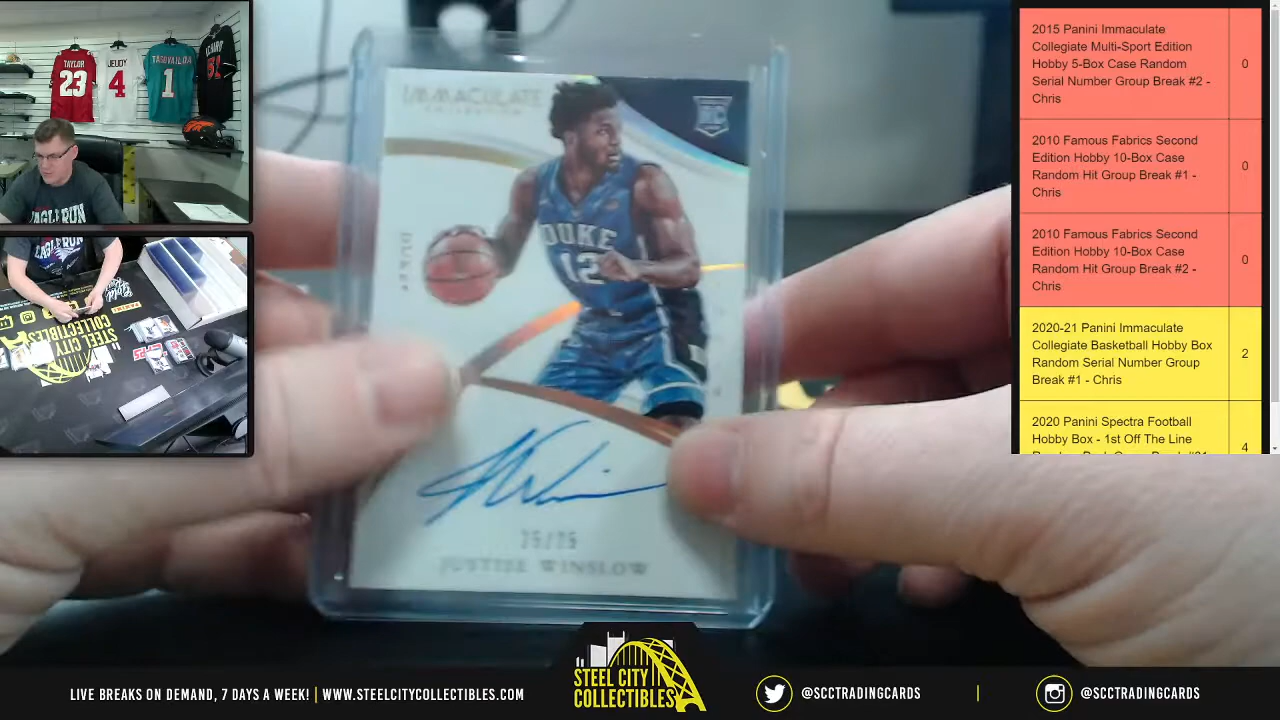 TAYLOR
23
JEUDY
4
TAGOVAILOA
1
EAGLE RUN
STEEL CITY
COLLECTIBLES
IMMACULATE
COLLECTION
RC
DUKE
DUKE
12
25/25
JUSTISE WINSLOW
2015 Panini Immaculate
Collegiate Multi-Sport Edition
Hobby 5-Box Case Random
Serial Number Group Break #2 -
Chris
0
2010 Famous Fabrics Second
Edition Hobby 10-Box Case
Random Hit Group Break #1 -
Chris
0
2010 Famous Fabrics Second
Edition Hobby 10-Box Case
Random Hit Group Break #2 -
Chris
0
2020-21 Panini Immaculate
Collegiate Basketball Hobby Box
Random Serial Number Group
Break #1 - Chris
2
2020 Panini Spectra Football
Hobby Box - 1st Off The Line
4
LIVE BREAKS ON DEMAND, 7 DAYS A WEEK! | WWW.STEELCITYCOLLECTIBLES.COM
STEEL CITY
COLLECTIBLES
@SCCTRADINGCARDS
@SCCTRADINGCARDS